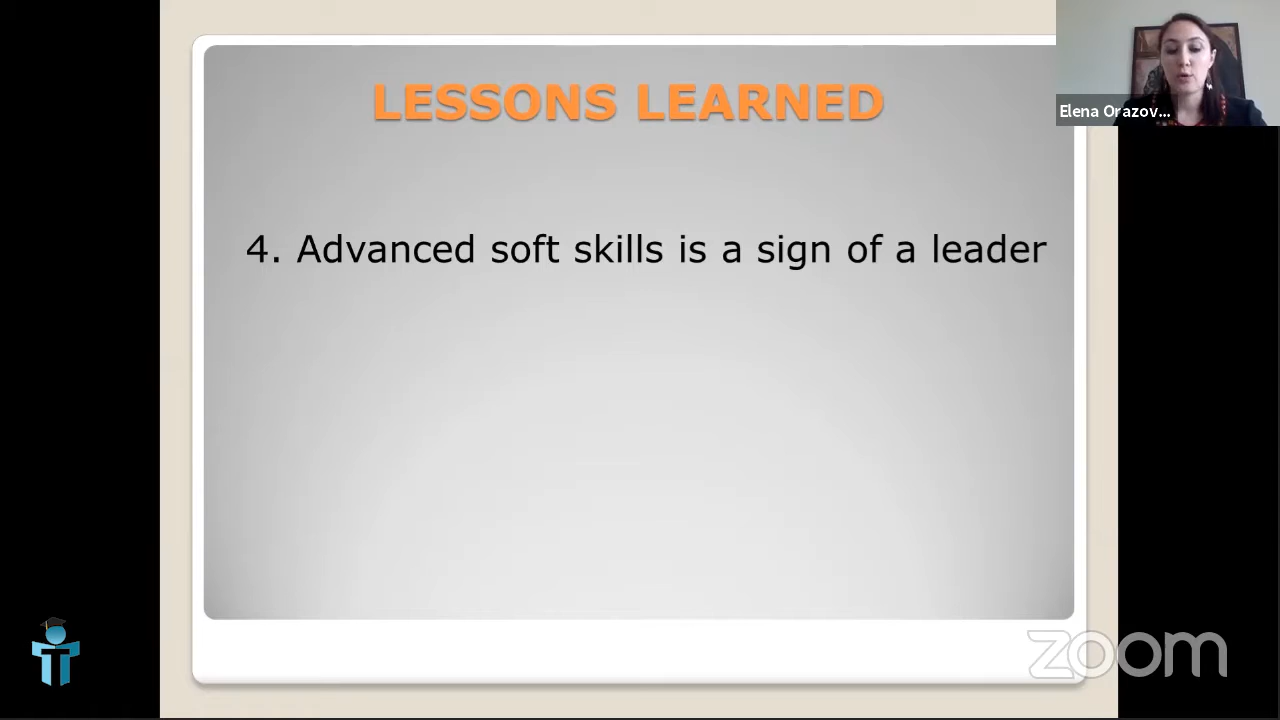 LESSONS LEARNED
Elena Orazov...
4. Advanced soft skills is a sign of a leader
zoom